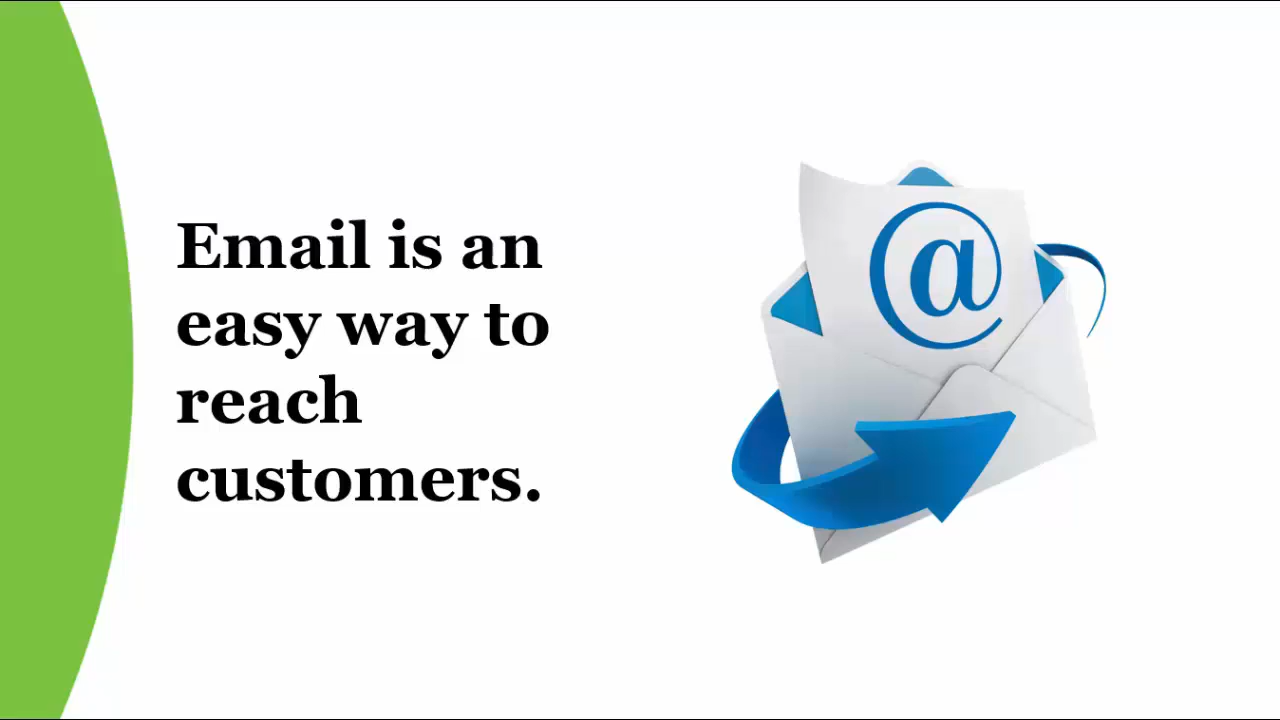 Email is an
easy way to
reach
customers.
@